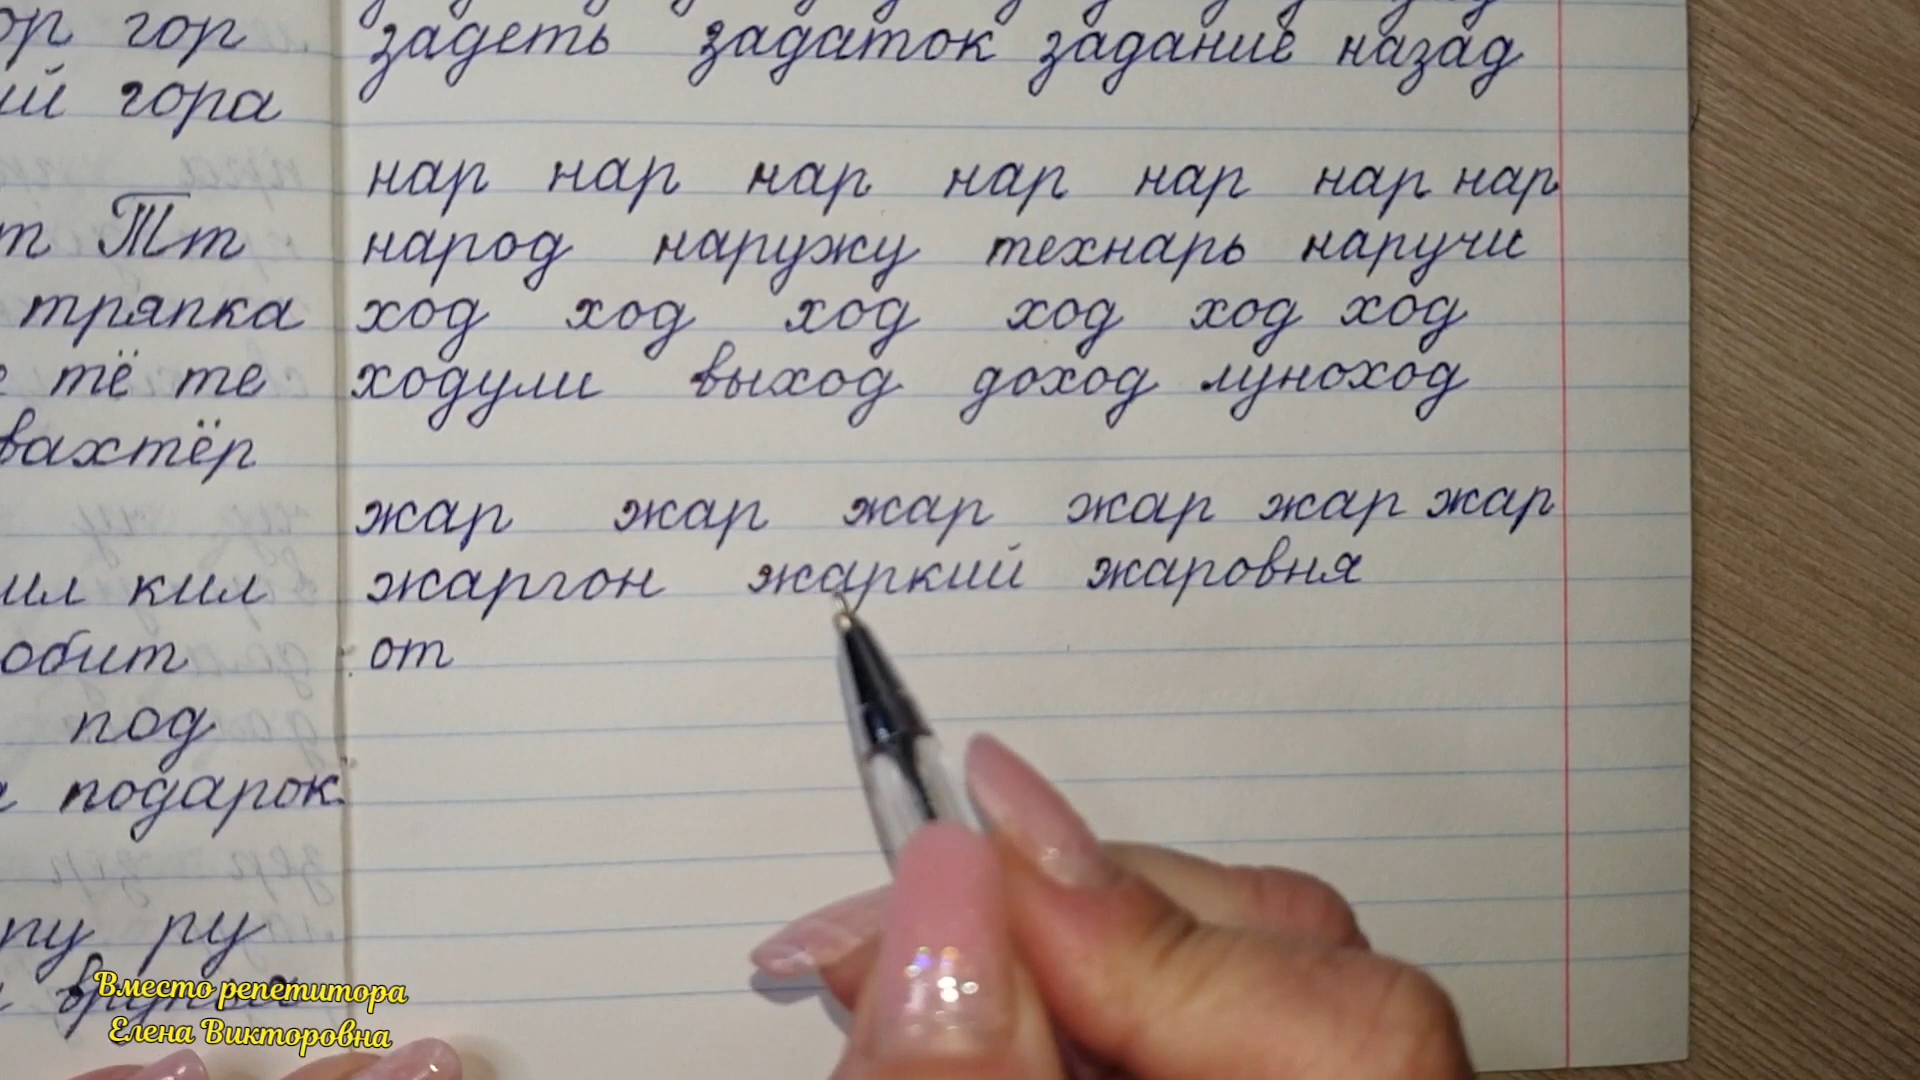 гор
гора
Тт
тряпка
тё те
вахтёр
кил
под
подарок
ру
задеть задаток задание назад
нар нар нар нар нар нар нар
народ наружу технарь наручи
ход ход ход ход ход ход
ходули выход доход луноход
жар жар жар жар жар жар
жаргон жаркий жаровня
от
Вместо репетитора
Елена Викторовна